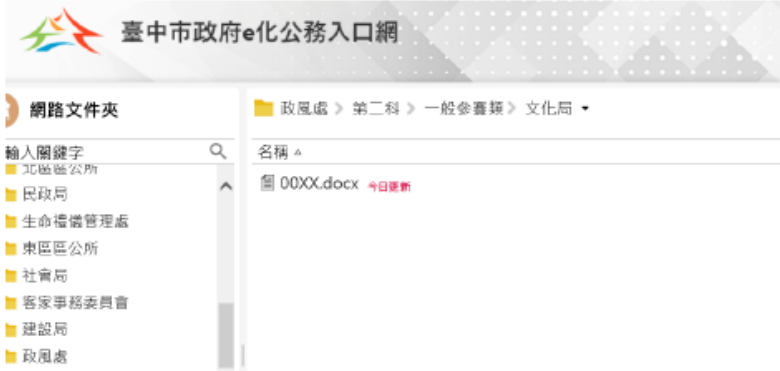 臺中市政府e化公務入口網
網路文件夾
輸入關鍵字
北區區公所
民政局
生命禮儀管理處
東區區公所
社會局
客家事務委員會
建設局
政風處
政風處 > 第二科 > 一般參賽類 > 文化局
名稱
00XX.docx 今日更新